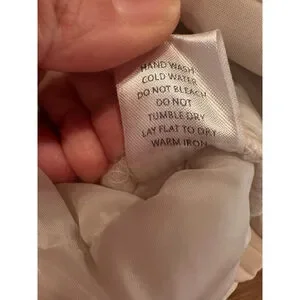 HAND WASH
COLD WATER
DO NOT BLEACH
DO NOT
TUMBLE DRY
LAY FLAT TO DRY
WARM IRON